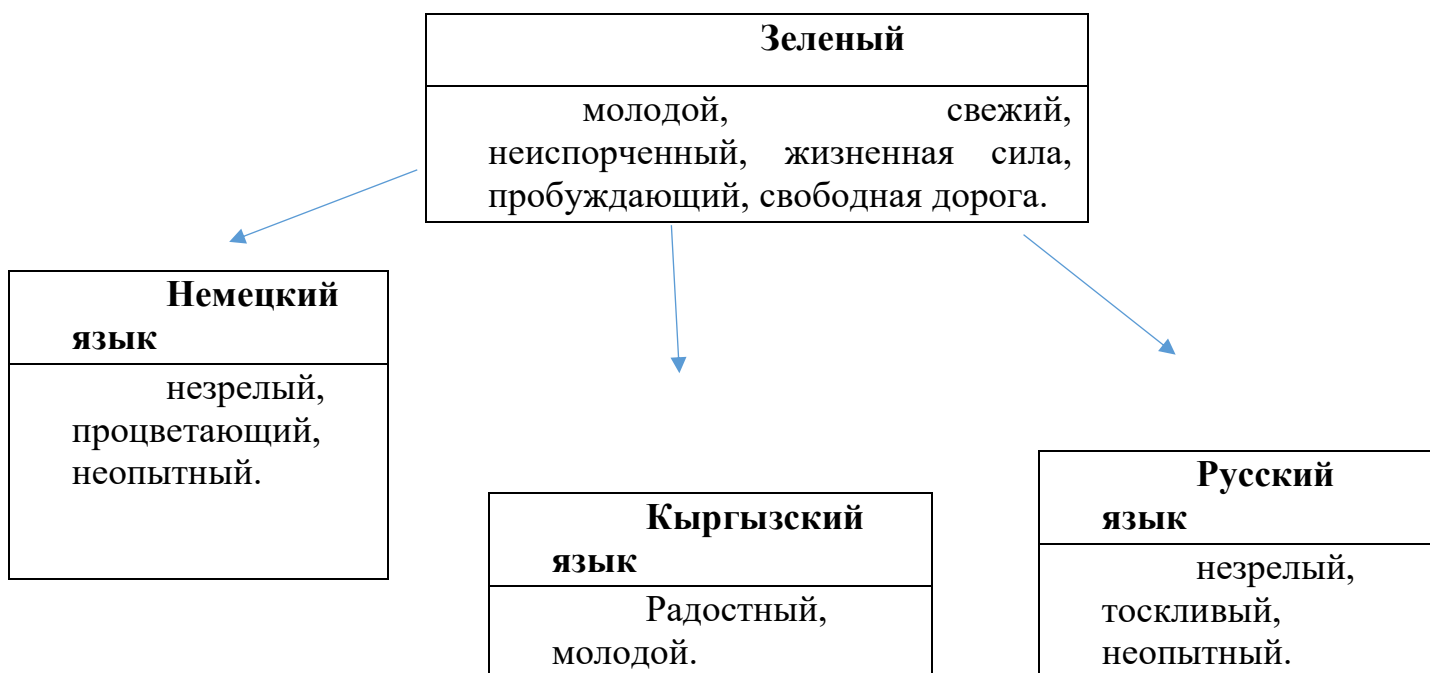 Зеленый
молодой, свежий,
неиспорченный, жизненная сила,
пробуждающий, свободная дорога.
Немецкий
язык
незрелый,
процветающий,
неопытный.
Кыргызский
язык
Радостный,
молодой.
Русский
язык
незрелый,
тоскливый,
неопытный.